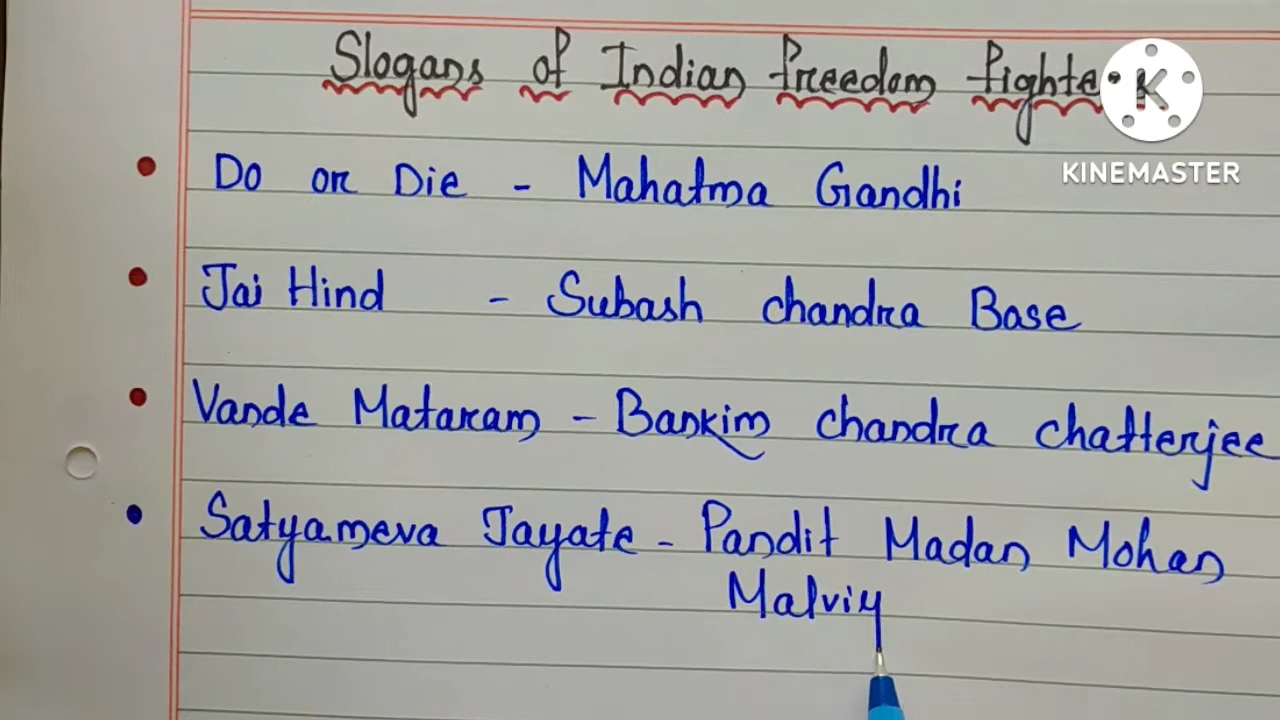 Slogans of Indian freedom fighte
K
KINEMASTER
Do or Die - Mahatma Gandhi
Jai Hind - Subash chandra Base
Vande Mataram - Bankim chandra chatterjee
Satyameva Jayate - Pandit Madan Mohan
Malviy